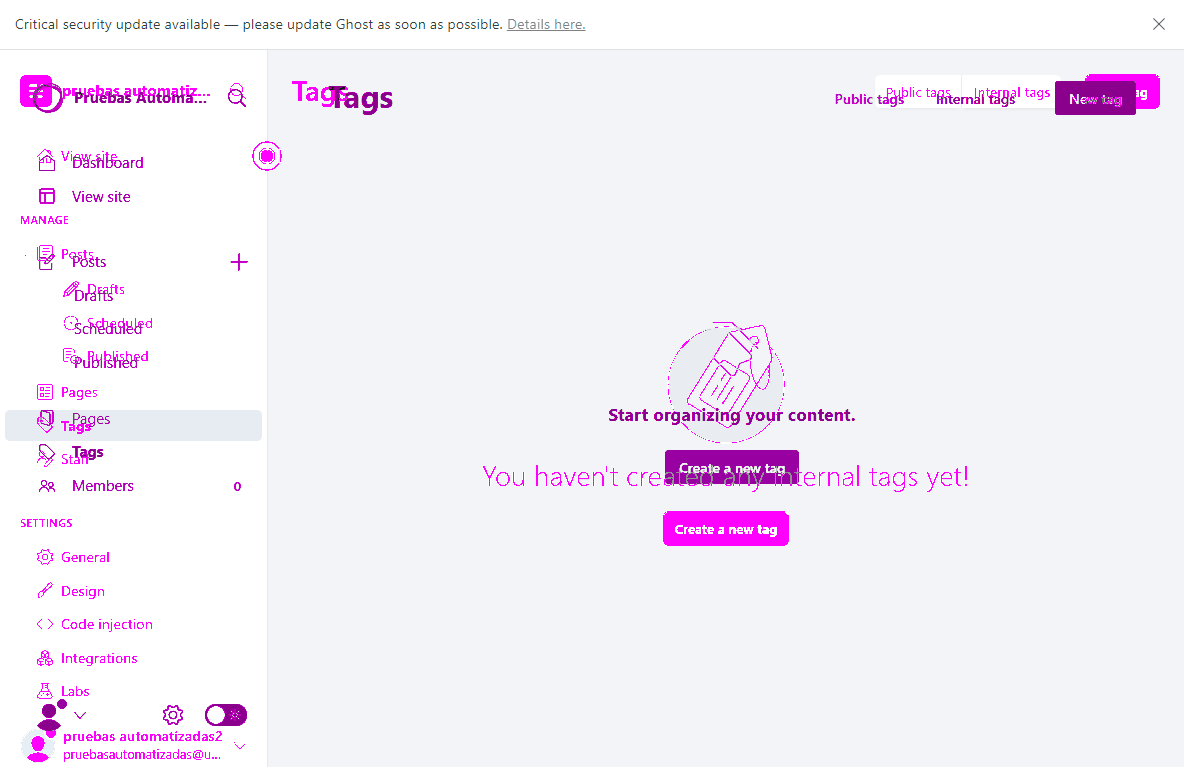 Critical security update available — please update Ghost as soon as possible. Details here.
pruebas automatiz...
Pruebas Automa...
Tags
Tags
Public tags
Internal tags
Public tags
Internal tags
New tag
View site
Dashboard
View site
MANAGE
Posts
Posts
Drafts
Drafts
Scheduled
Scheduled
Published
Published
Pages
Pages
Tags
Tags
Staff
Members 0
SETTINGS
General
Design
Code injection
Integrations
Labs
pruebas automatizadas2
pruebasautomatizadas@u...
Start organizing your content.
Create a new tag
You haven't created any internal tags yet!
Create a new tag